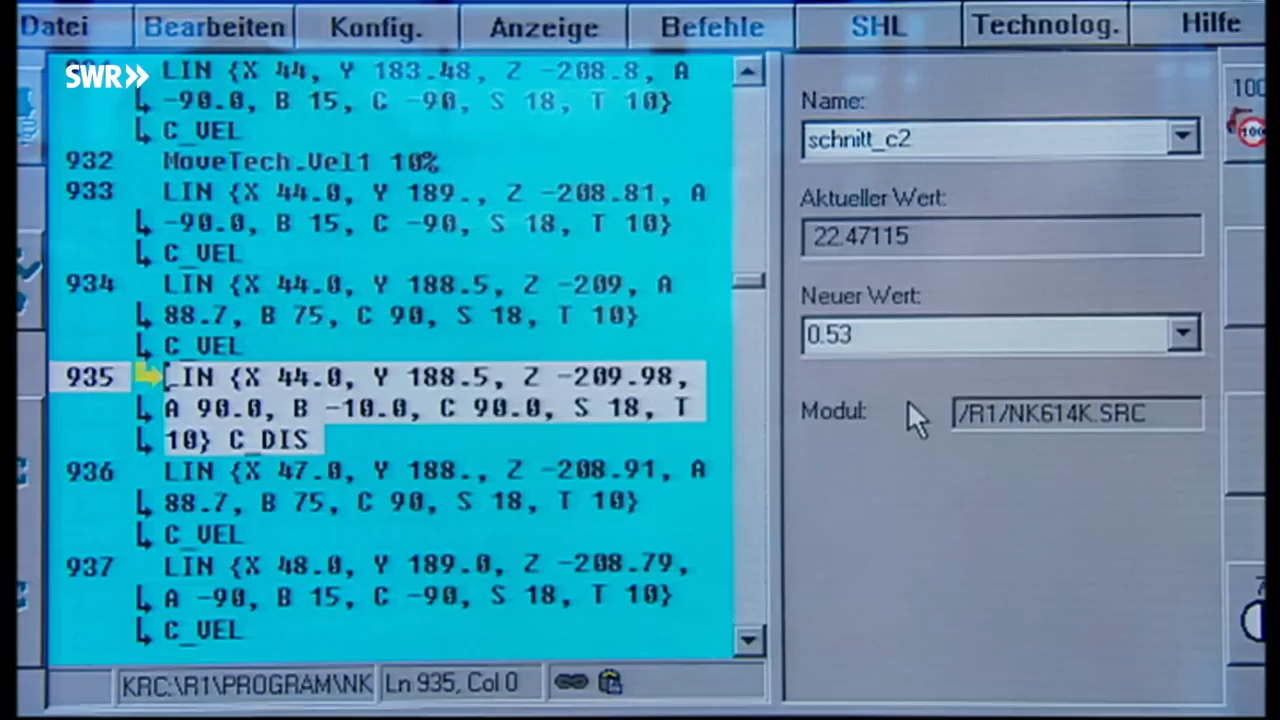 Datei Bearbeiten Konfig. Anzeige Befehle SHL Technolog. Hilfe
SWR»
LIN {X 44, Y 183.48, Z -208.8, A
-90.0, B 15, C -90, S 18, T 10}
C_VEL
932 MoveTech.Vel1 10%
933 LIN {X 44.0, Y 189., Z -208.81, A
-90.0, B 15, C -90, S 18, T 10}
C_VEL
934 LIN {X 44.0, Y 188.5, Z -209, A
88.7, B 75, C 90, S 18, T 10}
C_VEL
935 LIN {X 44.0, Y 188.5, Z -209.98,
A 90.0, B -10.0, C 90.0, S 18, T
10} C_DIS
936 LIN {X 47.0, Y 188., Z -208.91, A
88.7, B 75, C 90, S 18, T 10}
C_VEL
937 LIN {X 48.0, Y 189.0, Z -208.79,
A -90, B 15, C -90, S 18, T 10}
C_VEL
KRC:\R1\PROGRAM\NK Ln 935, Col 0
Name:
schnitt_c2
Aktueller Wert:
22.47115
Neuer Wert:
0.53
Modul: /R1/NK614K.SRC
100
100